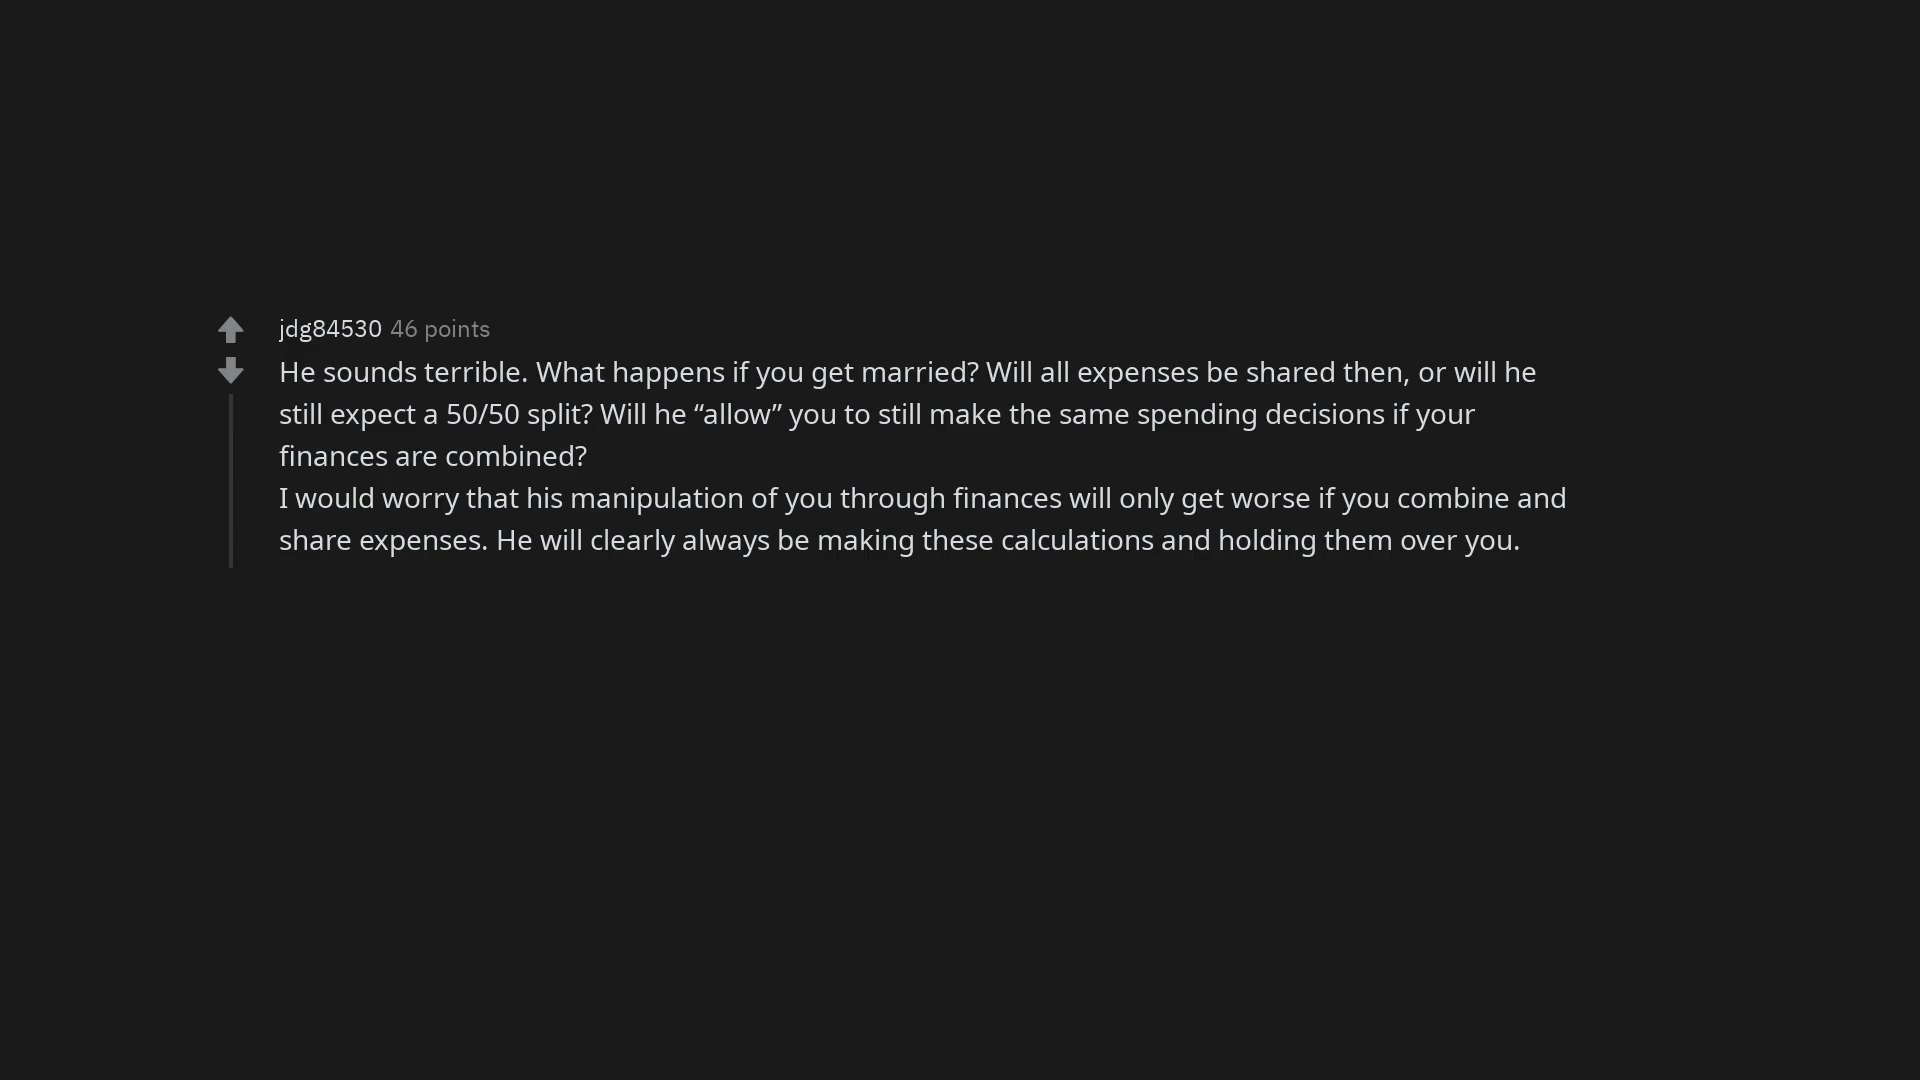 jdg84530 46 points
He sounds terrible. What happens if you get married? Will all expenses be shared then, or will he
still expect a 50/50 split? Will he “allow” you to still make the same spending decisions if your
finances are combined?
I would worry that his manipulation of you through finances will only get worse if you combine and
share expenses. He will clearly always be making these calculations and holding them over you.